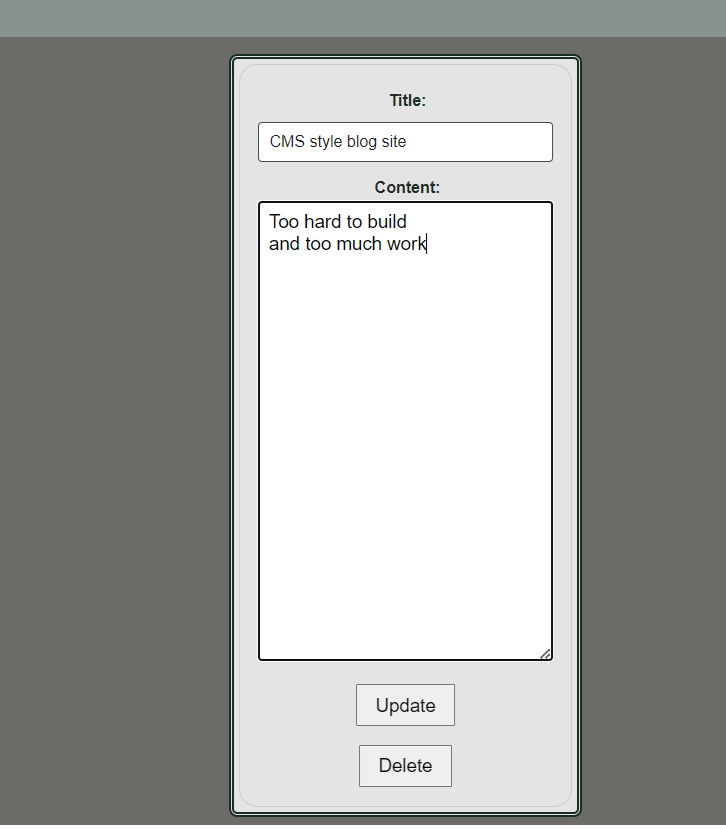 Title:
CMS style blog site
Content:
Too hard to build
and too much work
Update
Delete